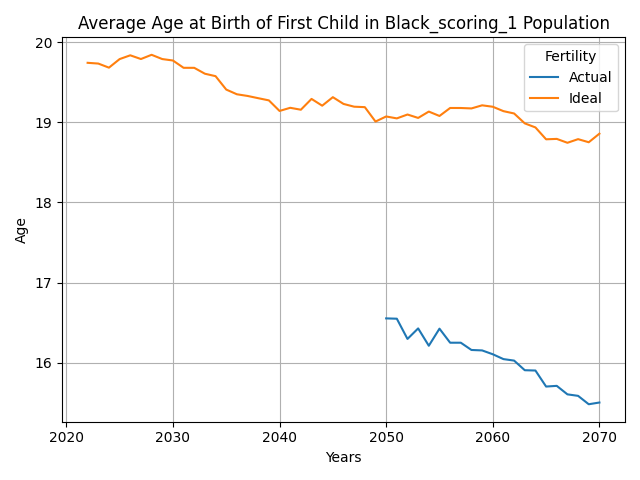 Average Age at Birth of First Child in Black_scoring_1 Population
Fertility
Actual
Ideal
Age
20
19
18
17
16
2020 2030 2040 2050 2060 2070
Years